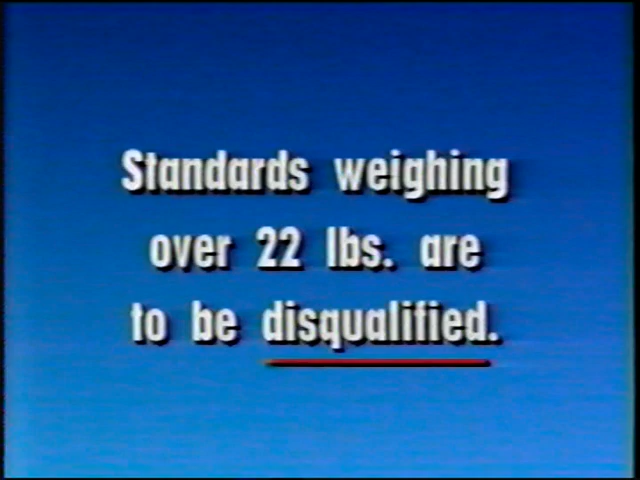 Standards weighing
over 22 lbs. are
to be disqualified.